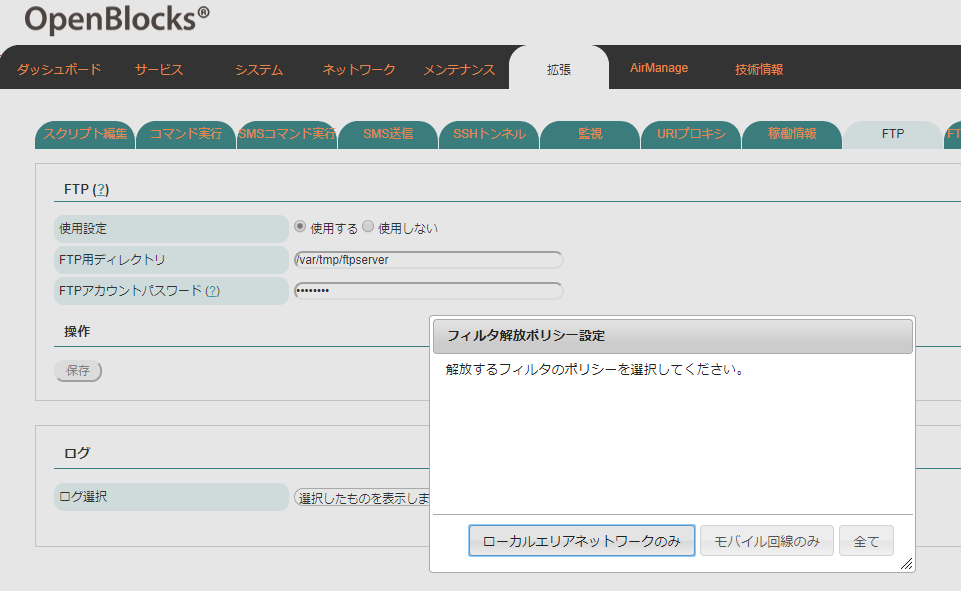 OpenBlocks®
ダッシュボード サービス システム ネットワーク メンテナンス 拡張 AirManage 技術情報
スクリプト編集 コマンド実行 SMSコマンド実行 SMS送信 SSHトンネル 監視 URIプロキシ 稼働情報 FTP FT
FTP (?)
使用設定 使用する 使用しない
FTP用ディレクトリ /var/tmp/ftpserver
FTPアカウントパスワード (?) ••••••••
操作
保存
ログ
ログ選択 選択したものを表示しま
フィルタ解放ポリシー設定
解放するフィルタのポリシーを選択してください。
ローカルエリアネットワークのみ モバイル回線のみ 全て